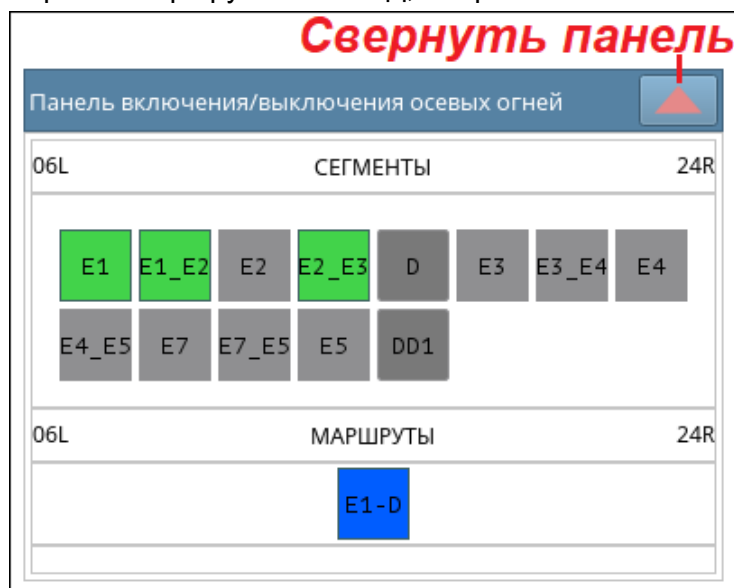 Свернуть панель
Панель включения/выключения осевых огней
06L СЕГМЕНТЫ 24R
E1 E1_E2 E2 E2_E3 D E3 E3_E4 E4
E4_E5 E7 E7_E5 E5 DD1
06L МАРШРУТЫ 24R
E1-D